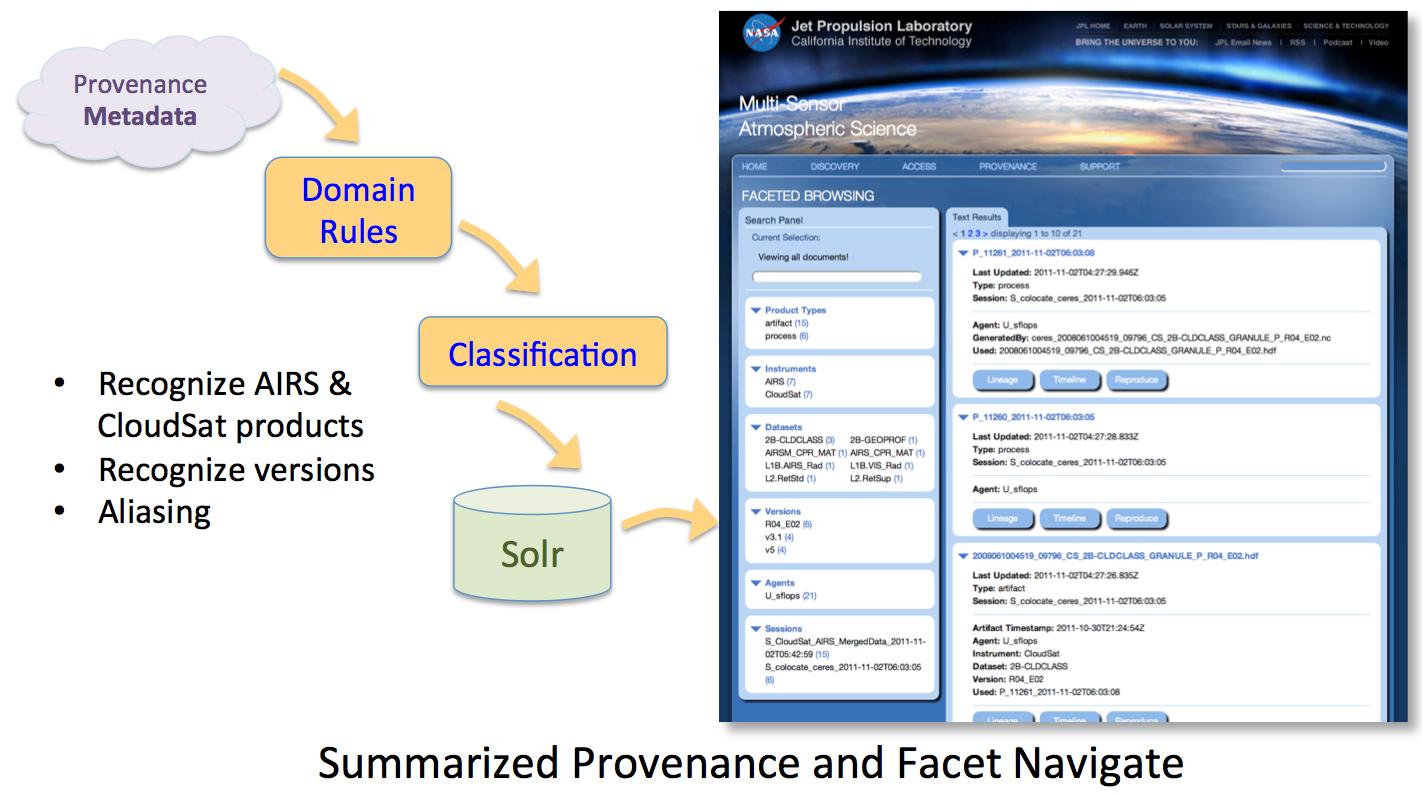 Provenance
Metadata
Domain
Rules
Classification
Solr
• Recognize AIRS &
CloudSat products
• Recognize versions
• Aliasing
NASA
Jet Propulsion Laboratory
California Institute of Technology
JPL HOME EARTH SOLAR SYSTEM STARS & GALAXIES SCIENCE & TECHNOLOGY
BRING THE UNIVERSE TO YOU: JPL Email News | RSS | Podcast | Video
Multi-Sensor
Atmospheric Science
HOME DISCOVERY ACCESS PROVENANCE SUPPORT
FACETED BROWSING
Search Panel
Current Selection:
Viewing all documents!
Product Types
artifact (15)
process (6)
Instruments
AIRS (7)
CloudSat (7)
Datasets
2B-CLDCLASS (3) 2B-GEOPROF (1)
AIRSM_CPR_MAT (1) AIRS_CPR_MAT (1)
L1B.AIRS_Rad (1) L1B.VIS_Rad (1)
L2.RetStd (1) L2.RetSup (1)
Versions
R04_E02 (6)
v3.1 (4)
v5 (4)
Agents
U_sflops (21)
Sessions
S_CloudSat_AIRS_MergedData_2011-11-
02T05:42:59 (15)
S_colocate_ceres_2011-11-02T06:03:05
(6)
Text Results
< 1 2 3 > displaying 1 to 10 of 21
P_11261_2011-11-02T06:03:08
Last Updated: 2011-11-02T04:27:29.946Z
Type: process
Session: S_colocate_ceres_2011-11-02T06:03:05
Agent: U_sflops
GeneratedBy: ceres_2008061004519_09796_CS_2B-CLDCLASS_GRANULE_P_R04_E02.nc
Used: 2008061004519_09796_CS_2B-CLDCLASS_GRANULE_P_R04_E02.hdf
Lineage Timeline Reproduce
P_11260_2011-11-02T06:03:05
Last Updated: 2011-11-02T04:27:28.833Z
Type: process
Session: S_colocate_ceres_2011-11-02T06:03:05
Agent: U_sflops
Lineage Timeline Reproduce
2008061004519_09796_CS_2B-CLDCLASS_GRANULE_P_R04_E02.hdf
Last Updated: 2011-11-02T04:27:26.835Z
Type: artifact
Session: S_colocate_ceres_2011-11-02T06:03:05
Artifact Timestamp: 2011-10-30T21:24:54Z
Agent: U_sflops
Instrument: CloudSat
Dataset: 2B-CLDCLASS
Version: R04_E02
Used: P_11261_2011-11-02T06:03:08
Lineage Timeline Reproduce
Summarized Provenance and Facet Navigate